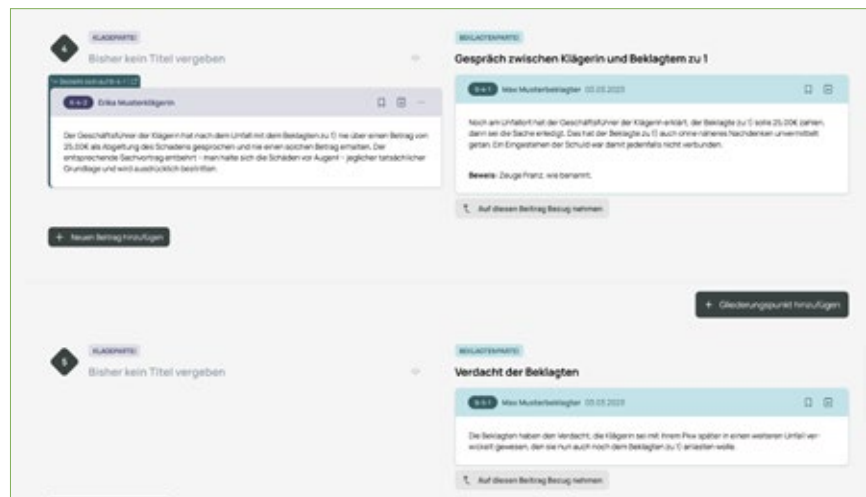 4
KLAGEPARTEI
Bisher kein Titel vergeben
BEKLAGTENPARTEI
Gespräch zwischen Klägerin und Beklagtem zu 1
Erika Musterklägerin
Der Geschäftsführer der Klägerin hat nach dem Unfall mit dem Beklagten zu 1) nie über einen Betrag von
25,00€ als Abgeltung des Schadens gesprochen und nie einen solchen Betrag erhalten. Der
entsprechende Sachvortrag entbehrt – man halte sich die Schäden vor Augen! – jeglicher tatsächlicher
Grundlage und wird ausdrücklich bestritten.
Max Musterbeklagter 03.03.2023
Noch am Unfallort hat der Geschäftsführer der Klägerin erklärt, der Beklagte zu 1) solle 25,00€ zahlen,
dann sei die Sache erledigt. Das hat der Beklagte zu 1) auch ohne näheres Nachdenken unvermittelt
getan. Ein Eingestehen der Schuld war damit jedenfalls nicht verbunden.
Beweis: Zeuge Franz, wie benannt.
Auf diesen Beitrag Bezug nehmen
+ Neuen Beitrag hinzufügen
+ Gliederungspunkt hinzufügen
5
KLAGEPARTEI
Bisher kein Titel vergeben
BEKLAGTENPARTEI
Verdacht der Beklagten
Max Musterbeklagter 03.03.2023
Die Beklagten haben den Verdacht, die Klägerin sei mit ihrem Pkw später in einen weiteren Unfall ver-
wickelt gewesen, den sie nun auch noch dem Beklagten zu 1) anlasten wolle.
Auf diesen Beitrag Bezug nehmen